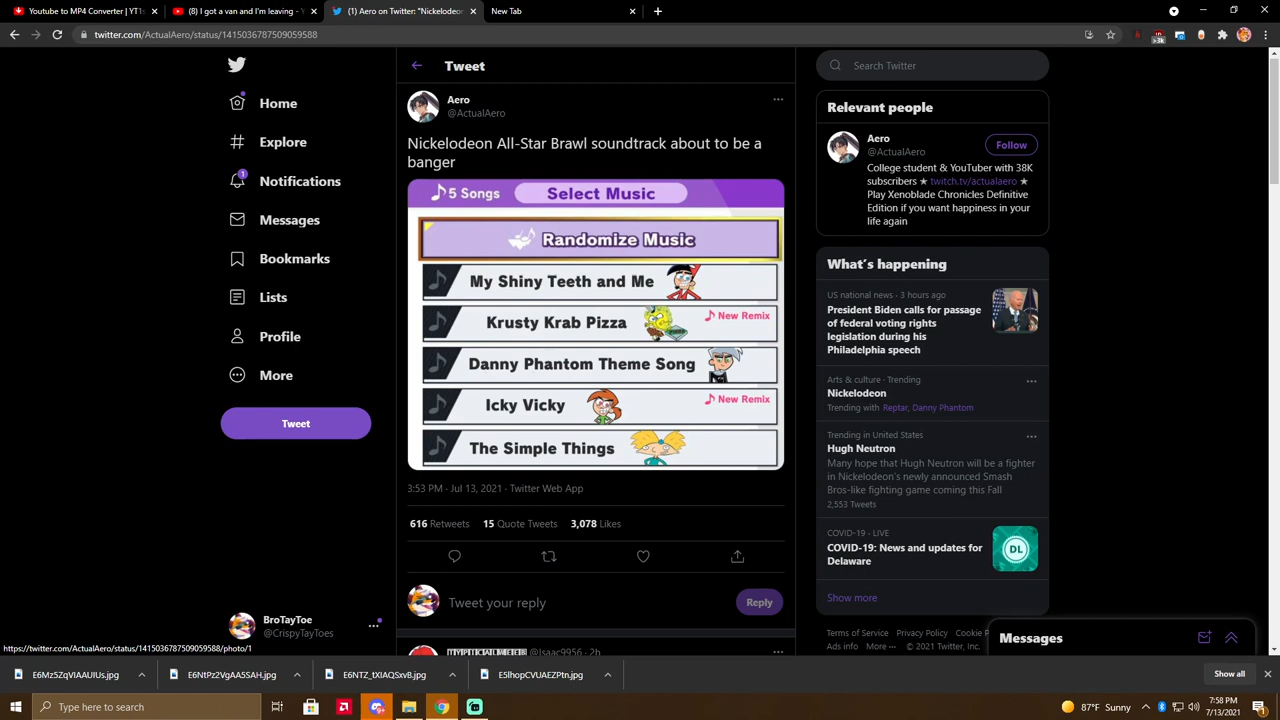 Youtube to MP4 Converter | YT1s
(8) I got a van and I'm leaving - Y
(1) Aero on Twitter: "Nickelodeon
New Tab
twitter.com/ActualAero/status/1415036787509059588
>3k
Home
Explore
1
Notifications
Messages
Bookmarks
Lists
Profile
More
Tweet
BroTayToe
@CrispyTayToes
Tweet
Aero
@ActualAero
Nickelodeon All-Star Brawl soundtrack about to be a
banger
5 Songs
Select Music
Randomize Music
My Shiny Teeth and Me
Krusty Krab Pizza
New Remix
Danny Phantom Theme Song
Icky Vicky
New Remix
The Simple Things
3:53 PM · Jul 13, 2021 · Twitter Web App
616 Retweets 15 Quote Tweets 3,078 Likes
Tweet your reply
Reply
@Isaac9956 · 2h
Search Twitter
Relevant people
Aero
@ActualAero
Follow
College student & YouTuber with 38K
subscribers ★ twitch.tv/actualaero ★
Play Xenoblade Chronicles Definitive
Edition if you want happiness in your
life again
What's happening
US national news · 3 hours ago
President Biden calls for passage
of federal voting rights
legislation during his
Philadelphia speech
Arts & culture · Trending
Nickelodeon
Trending with Reptar, Danny Phantom
Trending in United States
Hugh Neutron
Many hope that Hugh Neutron will be a fighter
in Nickelodeon's newly announced Smash
Bros-like fighting game coming this Fall
2,553 Tweets
COVID-19 · LIVE
COVID-19: News and updates for
Delaware
DL
Show more
Terms of Service Privacy Policy Cookie P
Ads info More ··· © 2021 Twitter, Inc.
Messages
https://twitter.com/ActualAero/status/1415036787509059588/photo/1
E6Mz5ZqVIAAUIUs.jpg
E6NtPz2VgAA5SAH.jpg
E6NTZ_tXIAQSxvB.jpg
E5lhopCVUAEZPtn.jpg
Show all
Type here to search
87°F Sunny
7:58 PM
7/13/2021
1